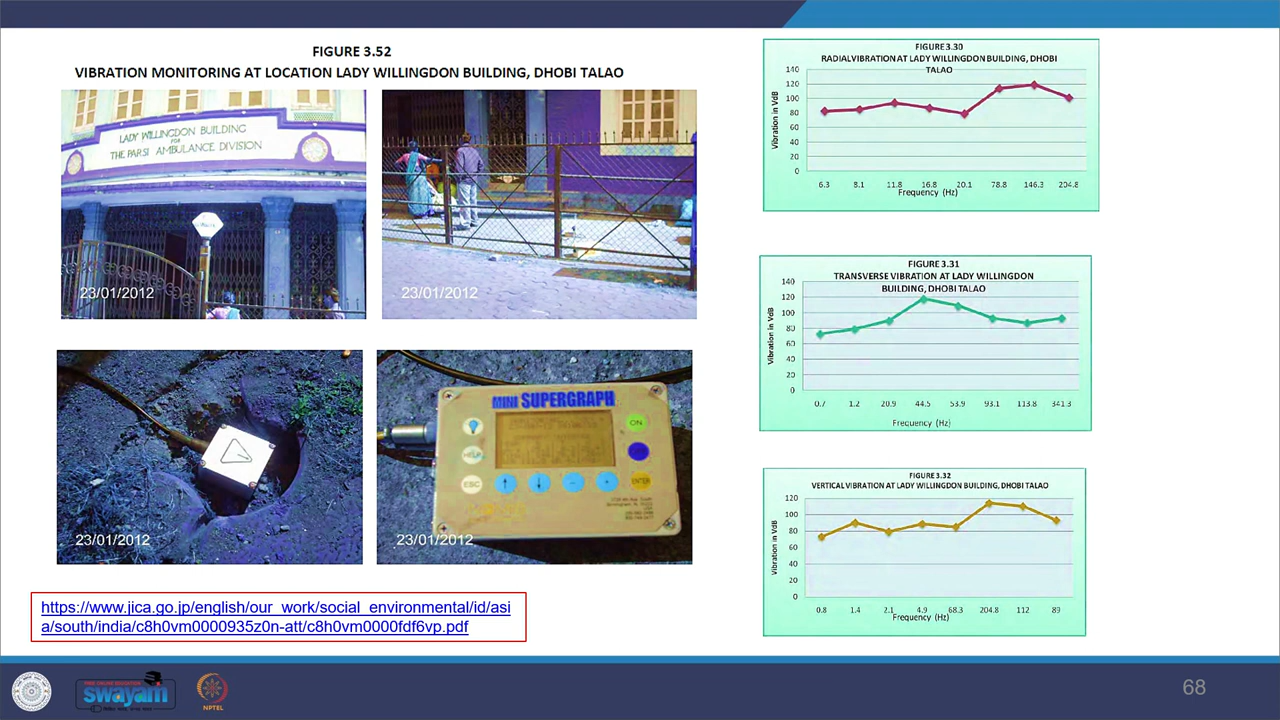 FIGURE 3.52
VIBRATION MONITORING AT LOCATION LADY WILLINGDON BUILDING, DHOBI TALAO
LADY WILLINGDON BUILDING
FOR
THE PARSI AMBULANCE DIVISION
23/01/2012
23/01/2012
MINI SUPERGRAPH
ON
HELP
ESC
ENTER
23/01/2012
23/01/2012
https://www.jica.go.jp/english/our_work/social_environmental/id/asi
a/south/india/c8h0vm0000935z0n-att/c8h0vm0000fdf6vp.pdf
FIGURE 3.30
RADIALVIBRATION AT LADY WILLINGDON BUILDING, DHOBI
TALAO
Vibration in VdB
140
120
100
80
60
40
20
0
6.3 8.1 11.8 16.8 20.1 78.8 146.3 204.8
Frequency (Hz)
FIGURE 3.31
TRANSVERSE VIBRATION AT LADY WILLINGDON
BUILDING, DHOBI TALAO
Vibration in VdB
140
120
100
80
60
40
20
0
0.7 1.2 20.9 44.5 53.9 93.1 113.8 341.3
Frequency (Hz)
FIGURE 3.32
VERTICAL VIBRATION AT LADY WILLINGDON BUILDING, DHOBI TALAO
Vibration in VdB
120
100
80
60
40
20
0
0.8 1.4 2.1 4.9 68.3 204.8 112 89
Frequency (Hz)
swayam
NPTEL
68